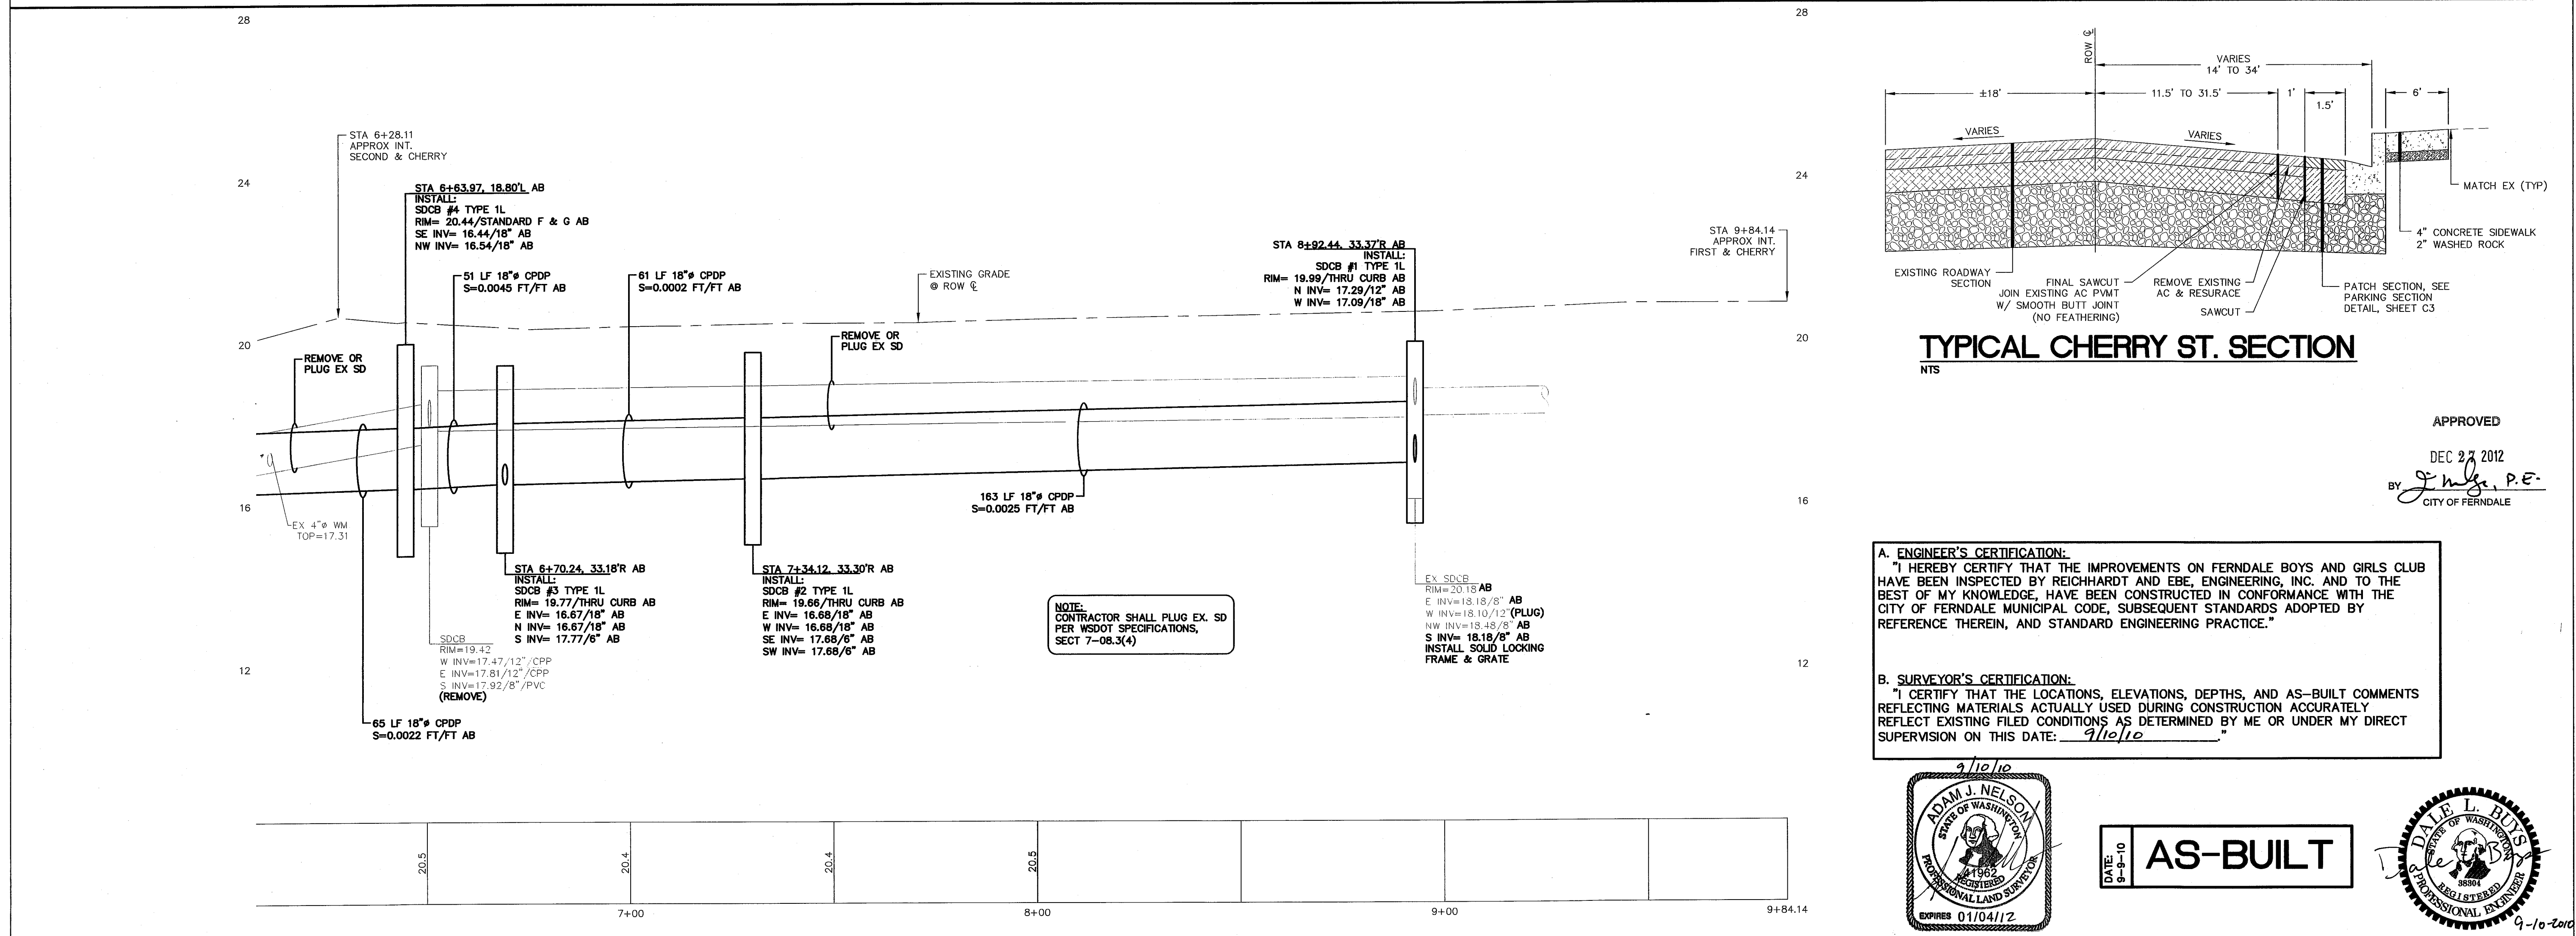 28
24
20
16
12
STA 6+28.11
APPROX INT.
SECOND & CHERRY
STA 6+63.97, 18.80'L AB
INSTALL:
SDCB #4 TYPE 1L
RIM= 20.44/STANDARD F & G AB
SE INV= 16.44/18" AB
NW INV= 16.54/18" AB
51 LF 18"ø CPDP
S=0.0045 FT/FT AB
61 LF 18"ø CPDP
S=0.0002 FT/FT AB
EXISTING GRADE
@ ROW ℄
STA 8+92.44, 33.37'R AB
INSTALL:
SDCB #1 TYPE 1L
RIM= 19.99/THRU CURB AB
N INV= 17.29/12" AB
W INV= 17.09/18" AB
STA 9+84.14
APPROX INT.
FIRST & CHERRY
REMOVE OR
PLUG EX SD
REMOVE OR
PLUG EX SD
EX 4"ø WM
TOP=17.31
163 LF 18"ø CPDP
S=0.0025 FT/FT AB
STA 6+70.24, 33.18'R AB
INSTALL:
SDCB #3 TYPE 1L
RIM= 19.77/THRU CURB AB
E INV= 16.67/18" AB
N INV= 16.67/18" AB
S INV= 17.77/6" AB
STA 7+34.12, 33.30'R AB
INSTALL:
SDCB #2 TYPE 1L
RIM= 19.66/THRU CURB AB
E INV= 16.68/18" AB
W INV= 16.68/18" AB
SE INV= 17.68/6" AB
SW INV= 17.68/6" AB
NOTE:
CONTRACTOR SHALL PLUG EX. SD
PER WSDOT SPECIFICATIONS,
SECT 7-08.3(4)
EX SDCB
RIM=20.18 AB
E INV=18.18/8" AB
W INV=18.10/12" (PLUG)
NW INV=18.48/8" AB
S INV= 18.18/8" AB
INSTALL SOLID LOCKING
FRAME & GRATE
SDCB
RIM=19.42
W INV=17.47/12"/CPP
E INV=17.81/12"/CPP
S INV=17.92/8"/PVC
(REMOVE)
65 LF 18"ø CPDP
S=0.0022 FT/FT AB
28
24
20
16
12
20.5
20.4
20.4
20.5
7+00
8+00
9+00
9+84.14
ROW ℄
VARIES
14' TO 34'
±18'
11.5' TO 31.5'
1'
1.5'
6'
VARIES
VARIES
MATCH EX (TYP)
4" CONCRETE SIDEWALK
2" WASHED ROCK
EXISTING ROADWAY
SECTION
FINAL SAWCUT
JOIN EXISTING AC PVMT
W/ SMOOTH BUTT JOINT
(NO FEATHERING)
REMOVE EXISTING
AC & RESURACE
SAWCUT
PATCH SECTION, SEE
PARKING SECTION
DETAIL, SHEET C3
TYPICAL CHERRY ST. SECTION
NTS
APPROVED
DEC 27 2012
BY P.E.
CITY OF FERNDALE
A. ENGINEER'S CERTIFICATION:
"I HEREBY CERTIFY THAT THE IMPROVEMENTS ON FERNDALE BOYS AND GIRLS CLUB
HAVE BEEN INSPECTED BY REICHHARDT AND EBE, ENGINEERING, INC. AND TO THE
BEST OF MY KNOWLEDGE, HAVE BEEN CONSTRUCTED IN CONFORMANCE WITH THE
CITY OF FERNDALE MUNICIPAL CODE, SUBSEQUENT STANDARDS ADOPTED BY
REFERENCE THEREIN, AND STANDARD ENGINEERING PRACTICE."
B. SURVEYOR'S CERTIFICATION:
"I CERTIFY THAT THE LOCATIONS, ELEVATIONS, DEPTHS, AND AS-BUILT COMMENTS
REFLECTING MATERIALS ACTUALLY USED DURING CONSTRUCTION ACCURATELY
REFLECT EXISTING FILED CONDITIONS AS DETERMINED BY ME OR UNDER MY DIRECT
SUPERVISION ON THIS DATE: 9/10/10 ."
9/10/10
ADAM J. NELSON
STATE OF WASHINGTON
41962
REGISTERED
PROFESSIONAL LAND SURVEYOR
EXPIRES 01/04/12
DATE:
9-9-10
AS-BUILT
DALE L. BUYS
STATE OF WASHINGTON
Dale Buys
38304
REGISTERED
PROFESSIONAL ENGINEER
9-10-2010